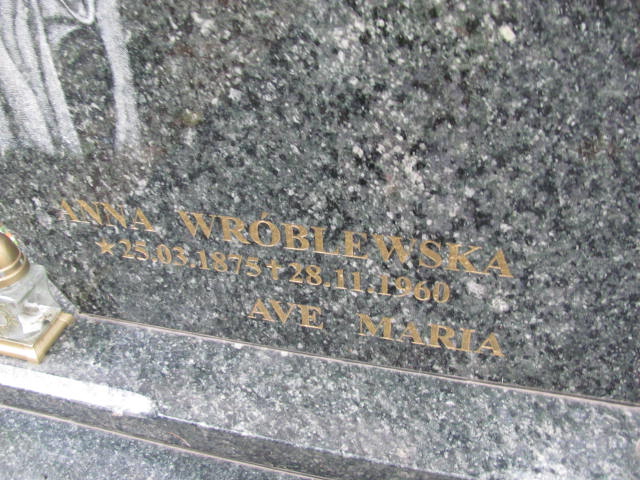 ANNA WRÓBLEWSKA
★25.03.1875 ✝ 28.11.1960
AVE MARIA